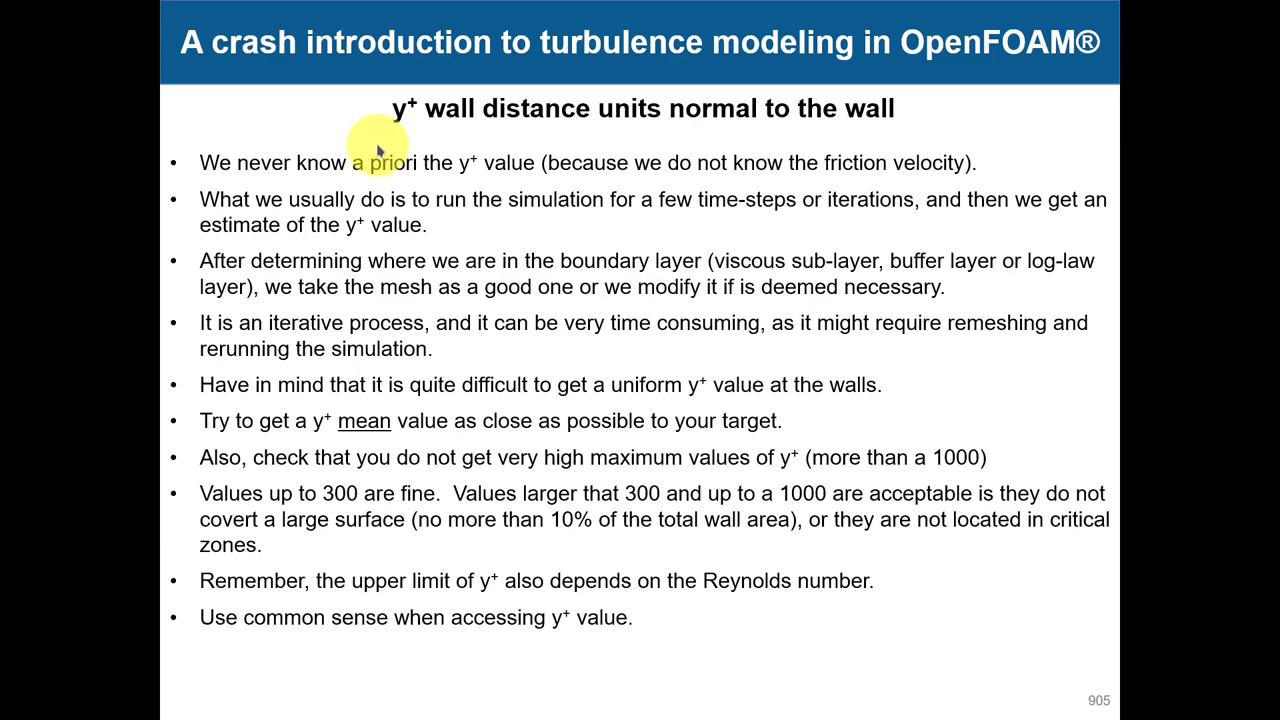 A crash introduction to turbulence modeling in OpenFOAM®
y⁺ wall distance units normal to the wall
• We never know a priori the y⁺ value (because we do not know the friction velocity).
• What we usually do is to run the simulation for a few time-steps or iterations, and then we get an
estimate of the y⁺ value.
• After determining where we are in the boundary layer (viscous sub-layer, buffer layer or log-law
layer), we take the mesh as a good one or we modify it if is deemed necessary.
• It is an iterative process, and it can be very time consuming, as it might require remeshing and
rerunning the simulation.
• Have in mind that it is quite difficult to get a uniform y⁺ value at the walls.
• Try to get a y⁺ mean value as close as possible to your target.
• Also, check that you do not get very high maximum values of y⁺ (more than a 1000)
• Values up to 300 are fine.  Values larger that 300 and up to a 1000 are acceptable is they do not
covert a large surface (no more than 10% of the total wall area), or they are not located in critical
zones.
• Remember, the upper limit of y⁺ also depends on the Reynolds number.
• Use common sense when accessing y⁺ value.
905